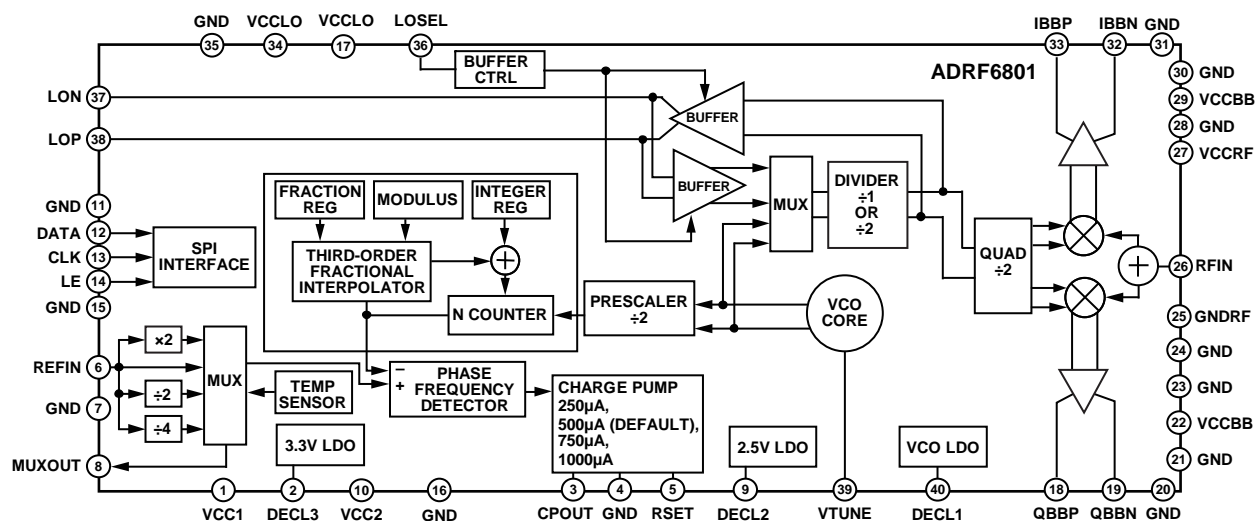 GND VCCLO VCCLO LOSEL IBBP IBBN GND
35 34 17 36 33 32 31
BUFFER
CTRL
ADRF6801
30 GND
29 VCCBB
28 GND
27 VCCRF
LON 37
LOP 38
BUFFER
BUFFER
MUX
DIVIDER
÷1
OR
÷2
FRACTION
REG
MODULUS
INTEGER
REG
GND 11
DATA 12
CLK 13
LE 14
GND 15
SPI
INTERFACE
THIRD-ORDER
FRACTIONAL
INTERPOLATOR
+
N COUNTER
PRESCALER
÷2
VCO
CORE
QUAD
÷2
+
26 RFIN
25 GNDRF
24 GND
23 GND
22 VCCBB
21 GND
REFIN 6
GND 7
MUXOUT 8
×2
÷2
÷4
MUX
TEMP
SENSOR
−
+
PHASE
FREQUENCY
DETECTOR
CHARGE PUMP
250µA,
500µA (DEFAULT),
750µA,
1000µA
3.3V LDO
2.5V LDO
VCO LDO
1 2 10 16 3 4 5 9 39 40 18 19 20
VCC1 DECL3 VCC2 GND CPOUT GND RSET DECL2 VTUNE DECL1 QBBP QBBN GND